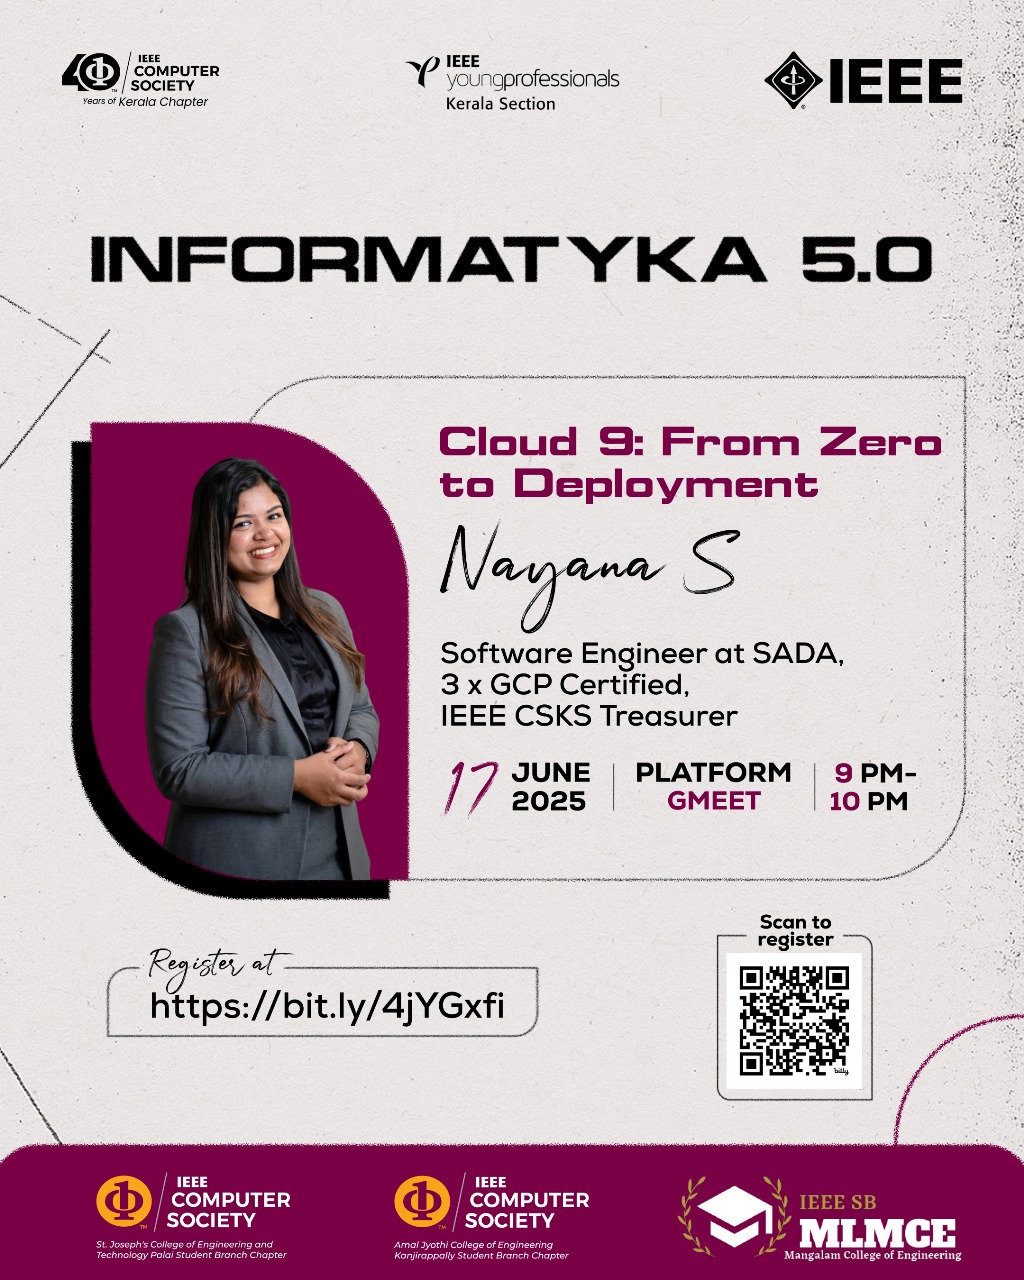 40 IEEE
COMPUTER
SOCIETY
Years of Kerala Chapter
IEEE
youngprofessionals
Kerala Section
IEEE
INFORMATYKA 5.0
Cloud 9: From Zero
to Deployment
Nayana S
Software Engineer at SADA,
3 x GCP Certified,
IEEE CSKS Treasurer
17 JUNE
2025
PLATFORM
GMEET
9 PM-
10 PM
Register at
https://bit.ly/4jYGxfi
Scan to
register
bitly
IEEE
COMPUTER
SOCIETY
St. Joseph's College of Engineering and
Technology Palai Student Branch Chapter
IEEE
COMPUTER
SOCIETY
Amal Jyothi College of Engineering
Kanjirappally Student Branch Chapter
IEEE SB
MLMCE
Mangalam College of Engineering